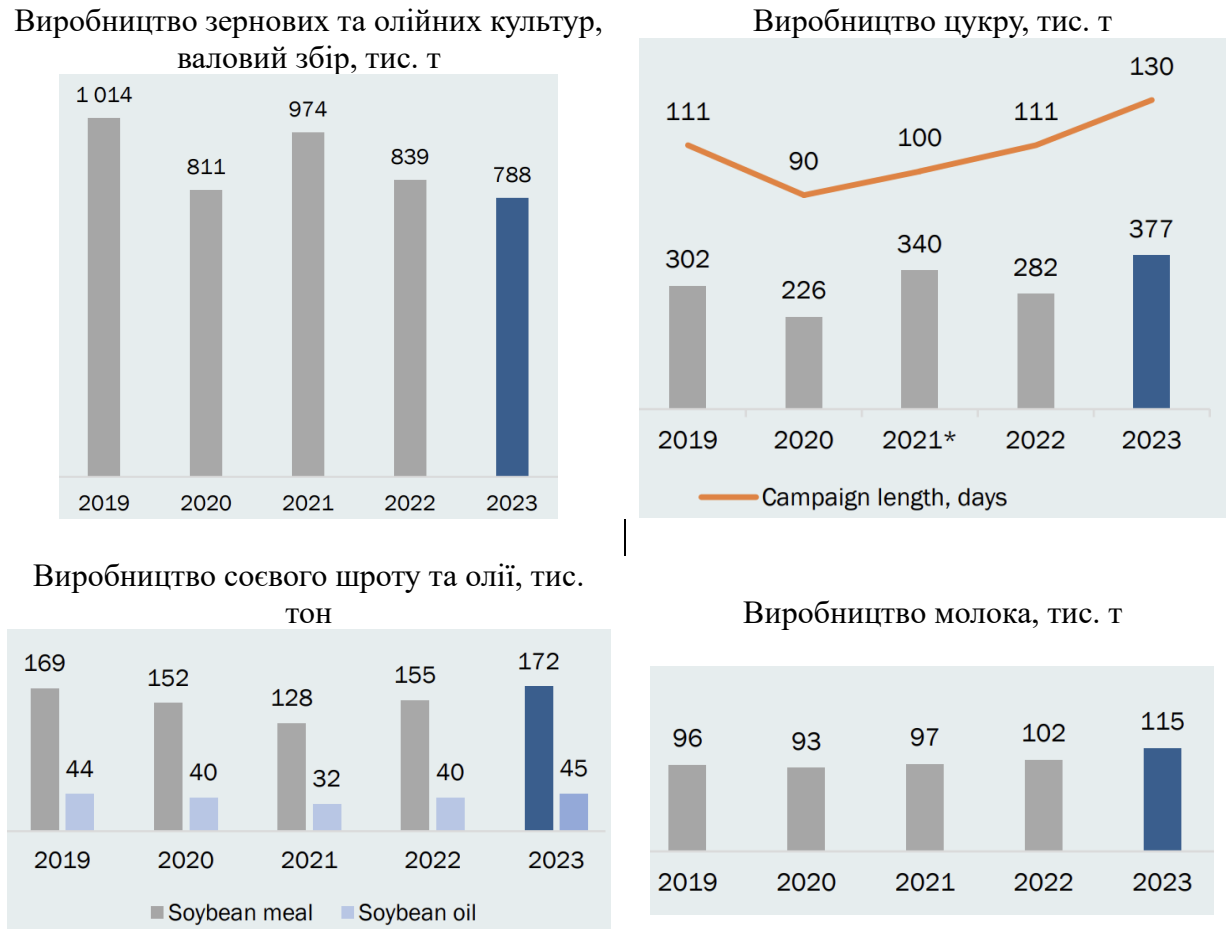 Виробництво зернових та олійних культур,
валовий збір, тис. т
1 014
811
974
839
788
2019 2020 2021 2022 2023
Виробництво цукру, тис. т
111
90
100
111
130
302
226
340
282
377
2019 2020 2021* 2022 2023
Campaign length, days
Виробництво соєвого шроту та олії, тис.
тон
169
44
152
40
128
32
155
40
172
45
2019 2020 2021 2022 2023
Soybean meal Soybean oil
Виробництво молока, тис. т
96
93
97
102
115
2019 2020 2021 2022 2023